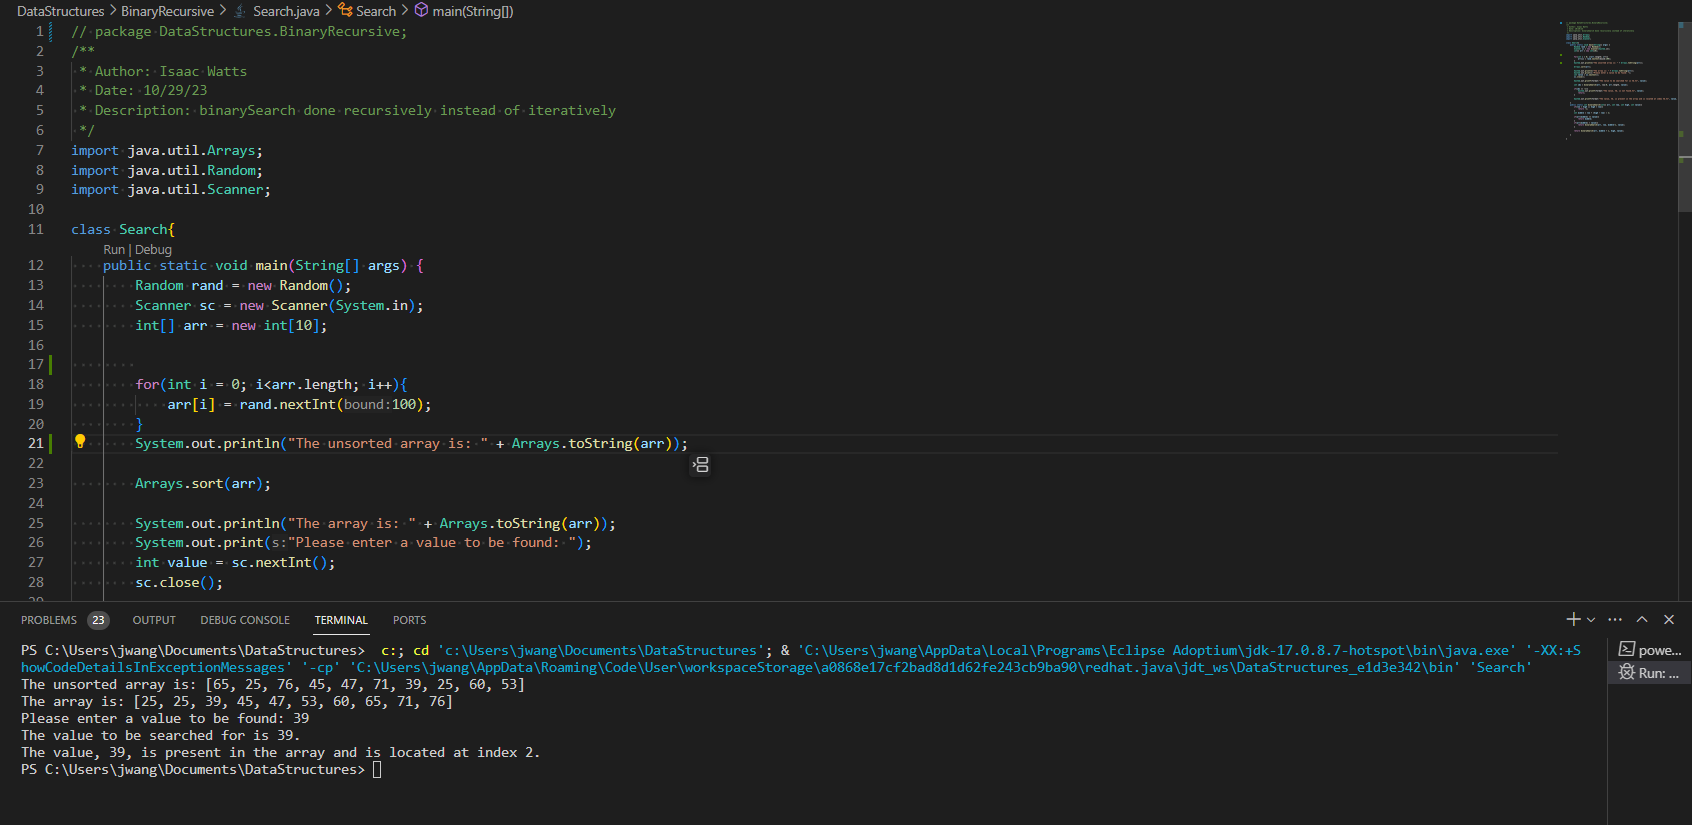 DataStructures > BinaryRecursive > Search.java > Search > main(String[])
1 // package DataStructures.BinaryRecursive;
2 /**
3 * Author: Isaac Watts
4 * Date: 10/29/23
5 * Description: binarySearch done recursively instead of iteratively
6 */
7 import java.util.Arrays;
8 import java.util.Random;
9 import java.util.Scanner;
10
11 class Search{
Run | Debug
12 public static void main(String[] args) {
13 Random rand = new Random();
14 Scanner sc = new Scanner(System.in);
15 int[] arr = new int[10];
16
17
18 for(int i = 0; i<arr.length; i++){
19 arr[i] = rand.nextInt(bound:100);
20 }
21 System.out.println("The unsorted array is: " + Arrays.toString(arr));
22
23 Arrays.sort(arr);
24
25 System.out.println("The array is: " + Arrays.toString(arr));
26 System.out.print(s:"Please enter a value to be found: ");
27 int value = sc.nextInt();
28 sc.close();
29
PROBLEMS 23 OUTPUT DEBUG CONSOLE TERMINAL PORTS
PS C:\Users\jwang\Documents\DataStructures> c:; cd 'c:\Users\jwang\Documents\DataStructures'; & 'C:\Users\jwang\AppData\Local\Programs\Eclipse Adoptium\jdk-17.0.8.7-hotspot\bin\java.exe' '-XX:+S
howCodeDetailsInExceptionMessages' '-cp' 'C:\Users\jwang\AppData\Roaming\Code\User\workspaceStorage\a0868e17cf2bad8d1d62fe243cb9ba90\redhat.java\jdt_ws\DataStructures_e1d3e342\bin' 'Search'
The unsorted array is: [65, 25, 76, 45, 47, 71, 39, 25, 60, 53]
The array is: [25, 25, 39, 45, 47, 53, 60, 65, 71, 76]
Please enter a value to be found: 39
The value to be searched for is 39.
The value, 39, is present in the array and is located at index 2.
PS C:\Users\jwang\Documents\DataStructures>
powe...
Run: ...